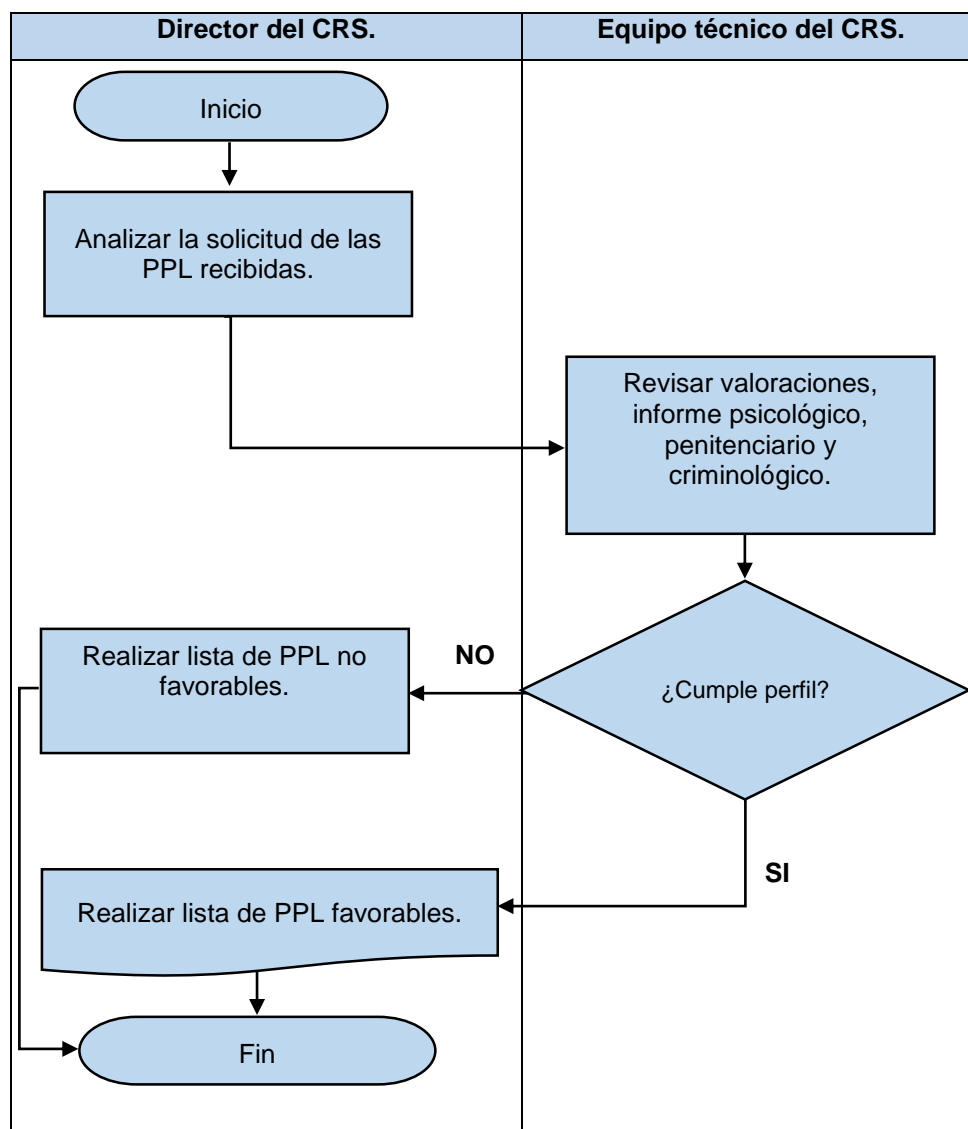 Director del CRS.
Equipo técnico del CRS.
Inicio
Analizar la solicitud de las
PPL recibidas.
Revisar valoraciones,
informe psicológico,
penitenciario y
criminológico.
¿Cumple perfil?
NO
Realizar lista de PPL no
favorables.
SI
Realizar lista de PPL favorables.
Fin